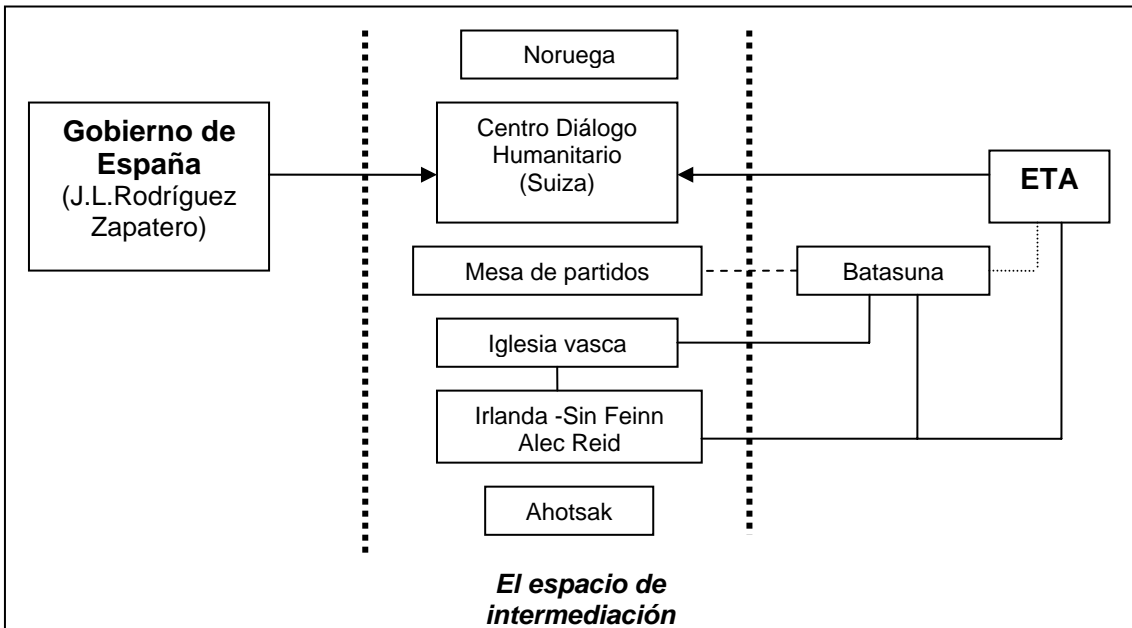 Noruega
Gobierno de
España
(J.L.Rodríguez
Zapatero)
Centro Diálogo
Humanitario
(Suiza)
ETA
Mesa de partidos
Batasuna
Iglesia vasca
Irlanda -Sin Feinn
Alec Reid
Ahotsak
El espacio de
intermediación